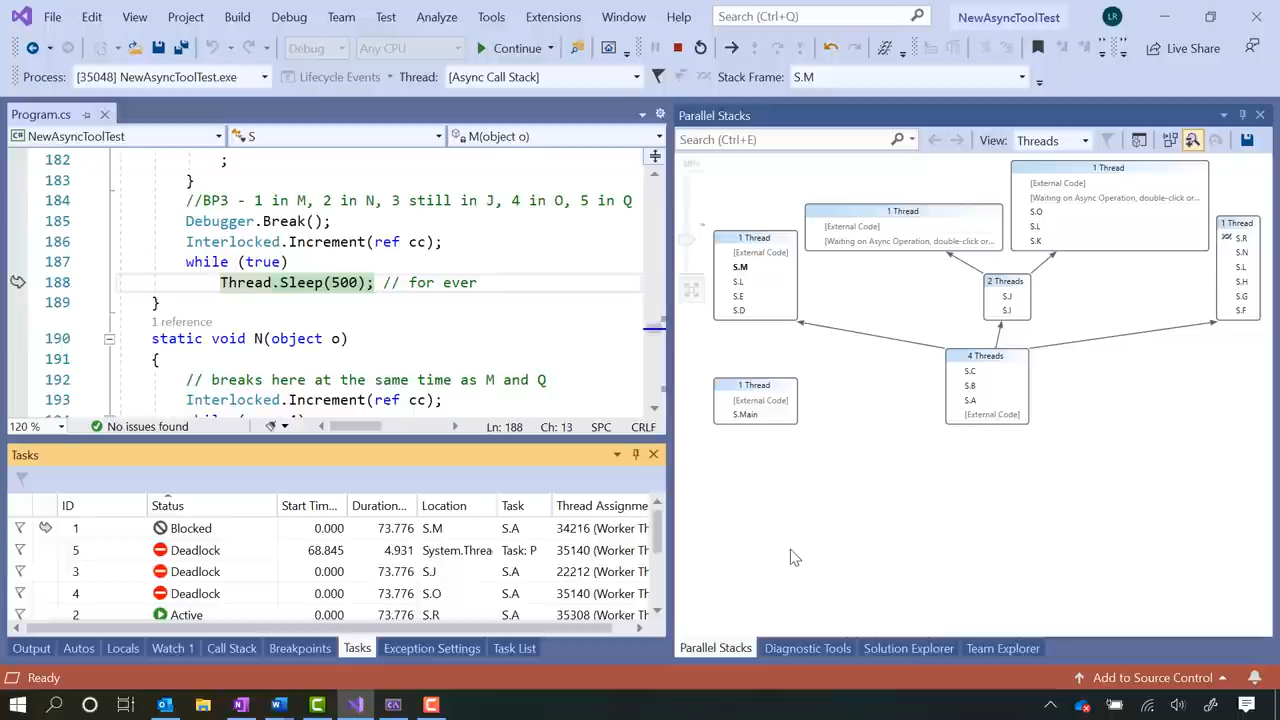 File Edit View Project Build Debug Team Test Analyze Tools Extensions Window Help Search (Ctrl+Q) NewAsyncToolTest LR
Debug Any CPU Continue Live Share
Process: [35048] NewAsyncToolTest.exe Lifecycle Events Thread: [Async Call Stack] Stack Frame: S.M
Program.cs
NewAsyncToolTest S M(object o)
182 ;
183 }
184 //BP3 - 1 in M, 2 in N, 3 still in J, 4 in O, 5 in Q
185 Debugger.Break();
186 Interlocked.Increment(ref cc);
187 while (true)
188 Thread.Sleep(500); // for ever
189 }
1 reference
190 static void N(object o)
191 {
192 // breaks here at the same time as M and Q
193 Interlocked.Increment(ref cc);
120 % No issues found Ln: 188 Ch: 13 SPC CRLF
Tasks
ID Status Start Tim... Duration... Location Task Thread Assignme
1 Blocked 0.000 73.776 S.M S.A 34216 (Worker Th
5 Deadlock 68.845 4.931 System.Threa Task: P 35140 (Worker Th
3 Deadlock 0.000 73.776 S.J S.A 22212 (Worker Th
4 Deadlock 0.000 73.776 S.O S.A 35140 (Worker Th
2 Active 0.000 73.776 S.R S.A 35308 (Worker Th
Output Autos Locals Watch 1 Call Stack Breakpoints Tasks Exception Settings Task List
Parallel Stacks
Search (Ctrl+E) View: Threads
1 Thread
[External Code]
S.M
S.L
S.E
S.D
1 Thread
[External Code]
[Waiting on Async Operation, double-click or...
1 Thread
[External Code]
[Waiting on Async Operation, double-click or...
S.O
S.L
S.K
1 Thread
S.R
S.N
S.L
S.H
S.G
S.F
2 Threads
S.J
S.I
4 Threads
S.C
S.B
S.A
[External Code]
1 Thread
[External Code]
S.Main
Parallel Stacks Diagnostic Tools Solution Explorer Team Explorer
Ready Add to Source Control